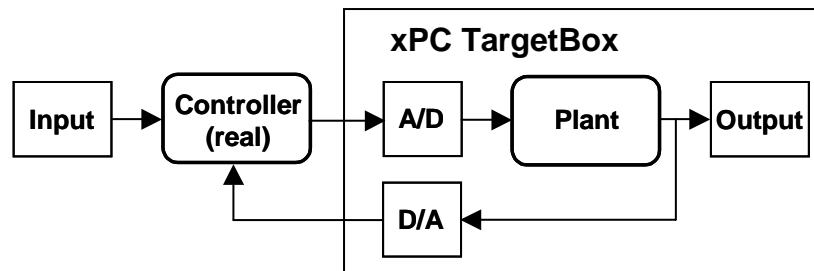 xPC TargetBox
Input
Controller
(real)
A/D
Plant
Output
D/A